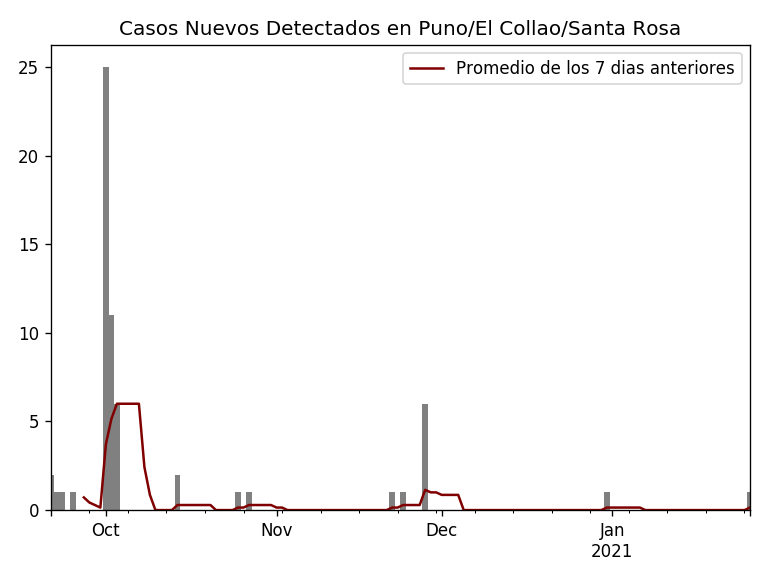 Casos Nuevos Detectados en Puno/El Collao/Santa Rosa
Promedio de los 7 dias anteriores
25
20
15
10
5
0
Oct
Nov
Dec
Jan
2021